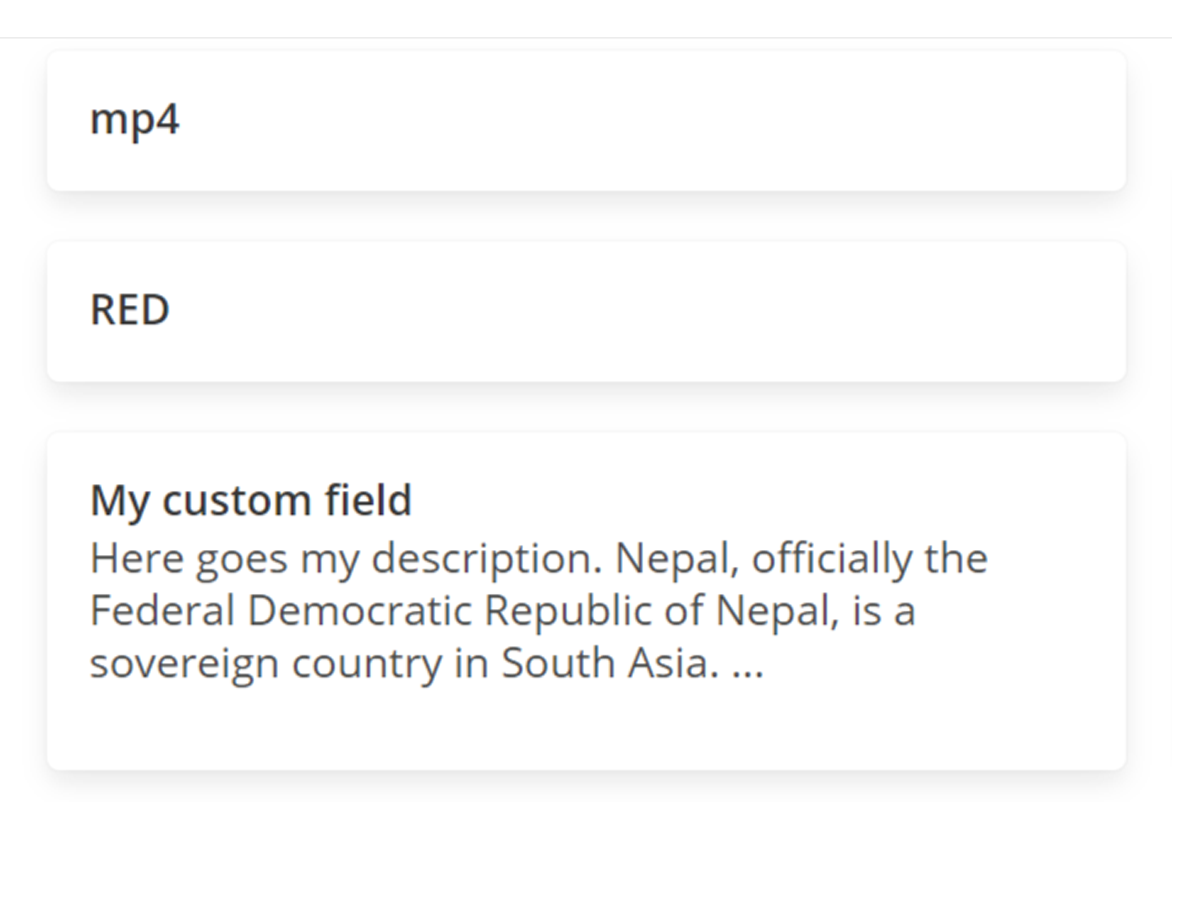 mp4
RED
My custom field
Here goes my description. Nepal, officially the
Federal Democratic Republic of Nepal, is a
sovereign country in South Asia. ...